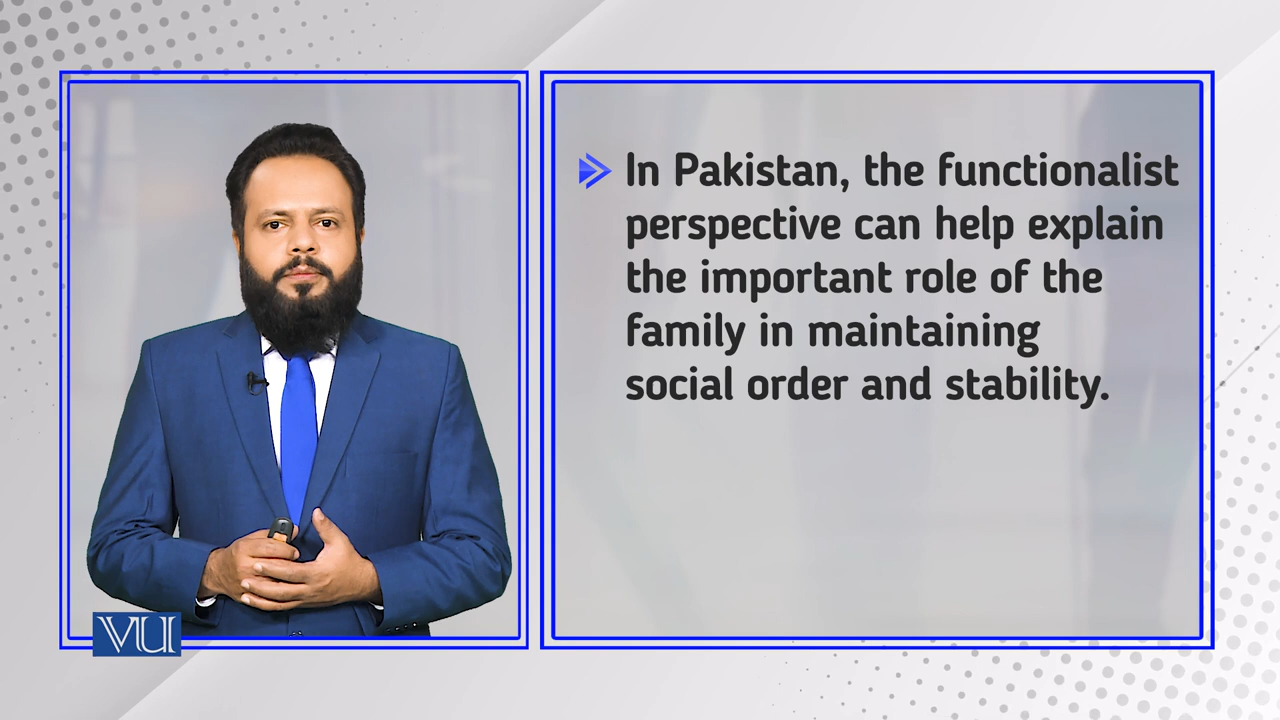 In Pakistan, the functionalist
perspective can help explain
the important role of the
family in maintaining
social order and stability.
VU